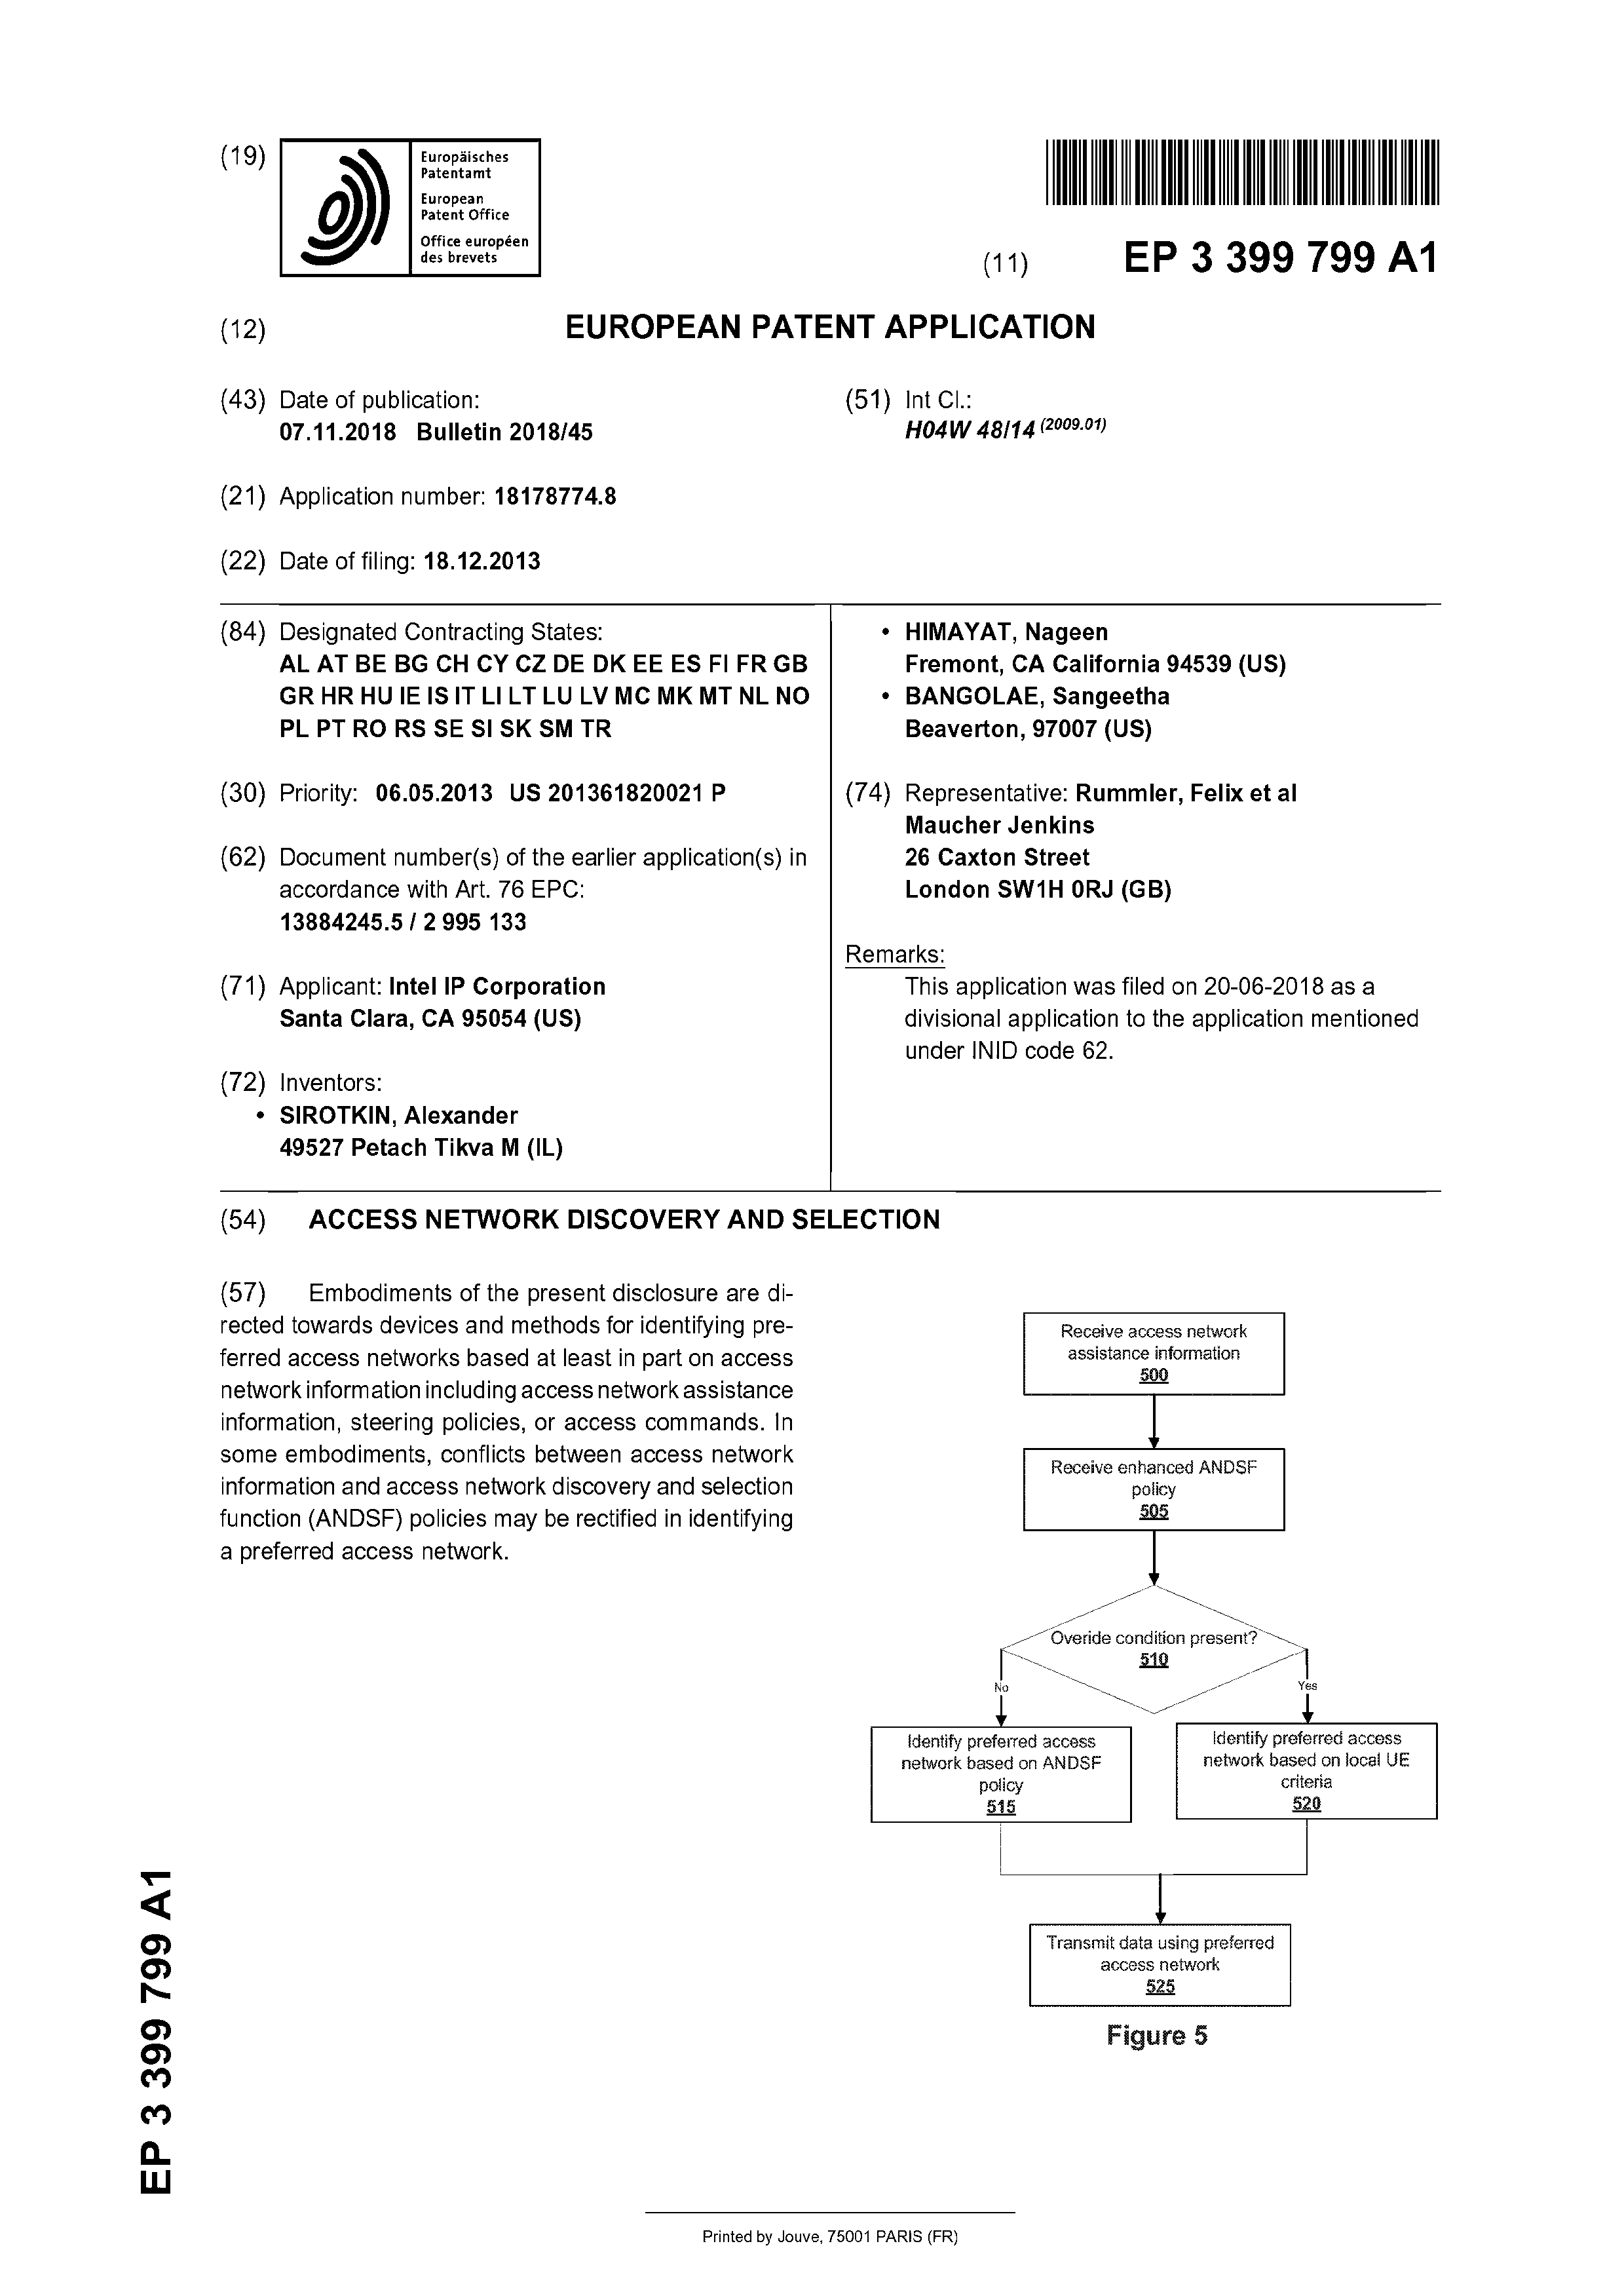 (19)
Europäisches
Patentamt
European
Patent Office
Office européen
des brevets
(11) EP 3 399 799 A1
(12) EUROPEAN PATENT APPLICATION
(43) Date of publication:
07.11.2018 Bulletin 2018/45
(51) Int Cl.:
H04W 48/14 (2009.01)
(21) Application number: 18178774.8
(22) Date of filing: 18.12.2013
(84) Designated Contracting States:
AL AT BE BG CH CY CZ DE DK EE ES FI FR GB
GR HR HU IE IS IT LI LT LU LV MC MK MT NL NO
PL PT RO RS SE SI SK SM TR
(30) Priority: 06.05.2013 US 201361820021 P
(62) Document number(s) of the earlier application(s) in
accordance with Art. 76 EPC:
13884245.5 / 2 995 133
(71) Applicant: Intel IP Corporation
Santa Clara, CA 95054 (US)
(72) Inventors:
• SIROTKIN, Alexander
49527 Petach Tikva M (IL)
• HIMAYAT, Nageen
Fremont, CA California 94539 (US)
• BANGOLAE, Sangeetha
Beaverton, 97007 (US)
(74) Representative: Rummler, Felix et al
Maucher Jenkins
26 Caxton Street
London SW1H 0RJ (GB)
Remarks:
This application was filed on 20-06-2018 as a
divisional application to the application mentioned
under INID code 62.
(54) ACCESS NETWORK DISCOVERY AND SELECTION
(57) Embodiments of the present disclosure are di-
rected towards devices and methods for identifying pre-
ferred access networks based at least in part on access
network information including access network assistance
information, steering policies, or access commands. In
some embodiments, conflicts between access network
information and access network discovery and selection
function (ANDSF) policies may be rectified in identifying
a preferred access network.
Receive access network
assistance information
500
Receive enhanced ANDSF
policy
505
Overide condition present?
510
No
Yes
Identify preferred access
network based on ANDSF
policy
515
Identify preferred access
network based on local UE
criteria
520
Transmit data using preferred
access network
525
Figure 5
EP 3 399 799 A1
Printed by Jouve, 75001 PARIS (FR)